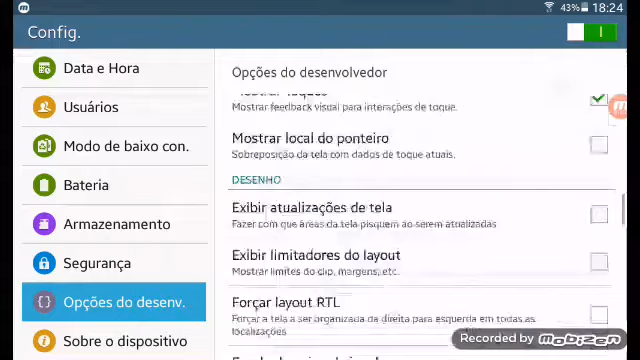 43% 18:24
Config.
Data e Hora
Usuários
Modo de baixo con.
Bateria
Armazenamento
Segurança
Opções do desenv.
Sobre o dispositivo
Opções do desenvolvedor
Mostrar toques
Mostrar feedback visual para interações de toque.
Mostrar local do ponteiro
Sobreposição da tela com dados de toque atuais.
DESENHO
Exibir atualizações de tela
Fazer com que áreas da tela pisquem ao serem atualizadas
Exibir limitadores do layout
Mostrar limites do clip, margens, etc.
Forçar layout RTL
Forçar a tela a ser organizada da direita para esquerda em todas as
localizações
Recorded by mobizen